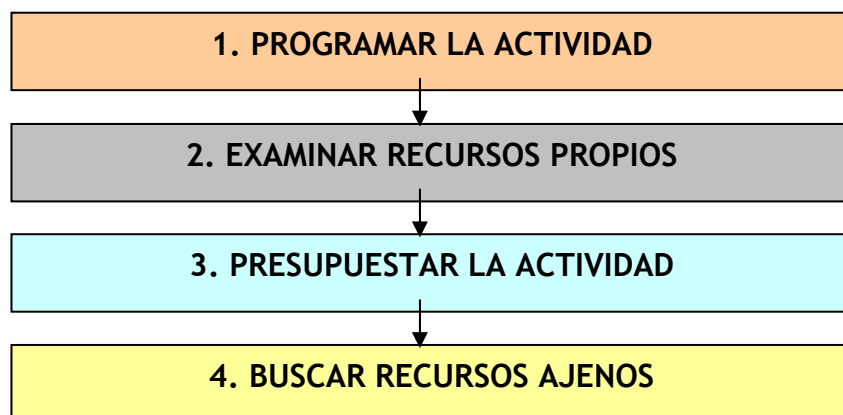 1. PROGRAMAR LA ACTIVIDAD
2. EXAMINAR RECURSOS PROPIOS
3. PRESUPUESTAR LA ACTIVIDAD
4. BUSCAR RECURSOS AJENOS